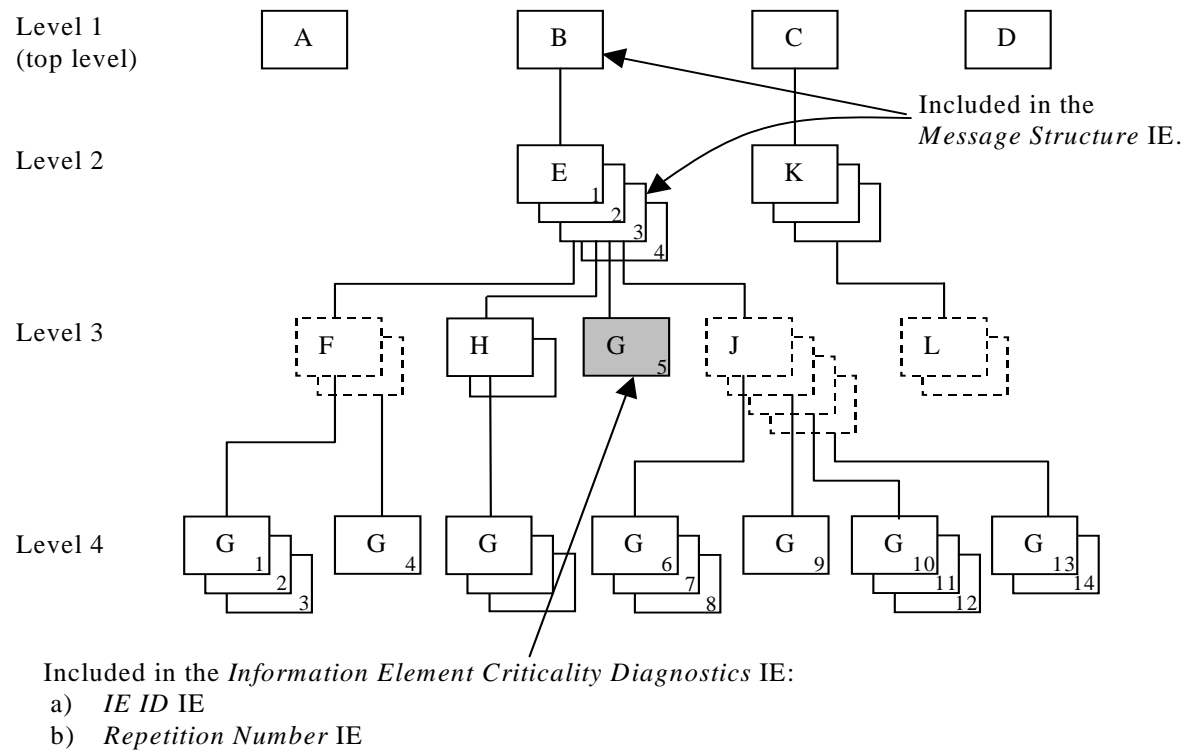 Level 1
(top level)
A
B
C
D
Included in the
Message Structure IE.
Level 2
E
1
2
3
4
K
Level 3
F
H
G
5
J
L
Level 4
G
1
2
3
G
4
G
G
6
7
8
G
9
G
10
11
12
G
13
14
Included in the Information Element Criticality Diagnostics IE:
a) IE ID IE
b) Repetition Number IE